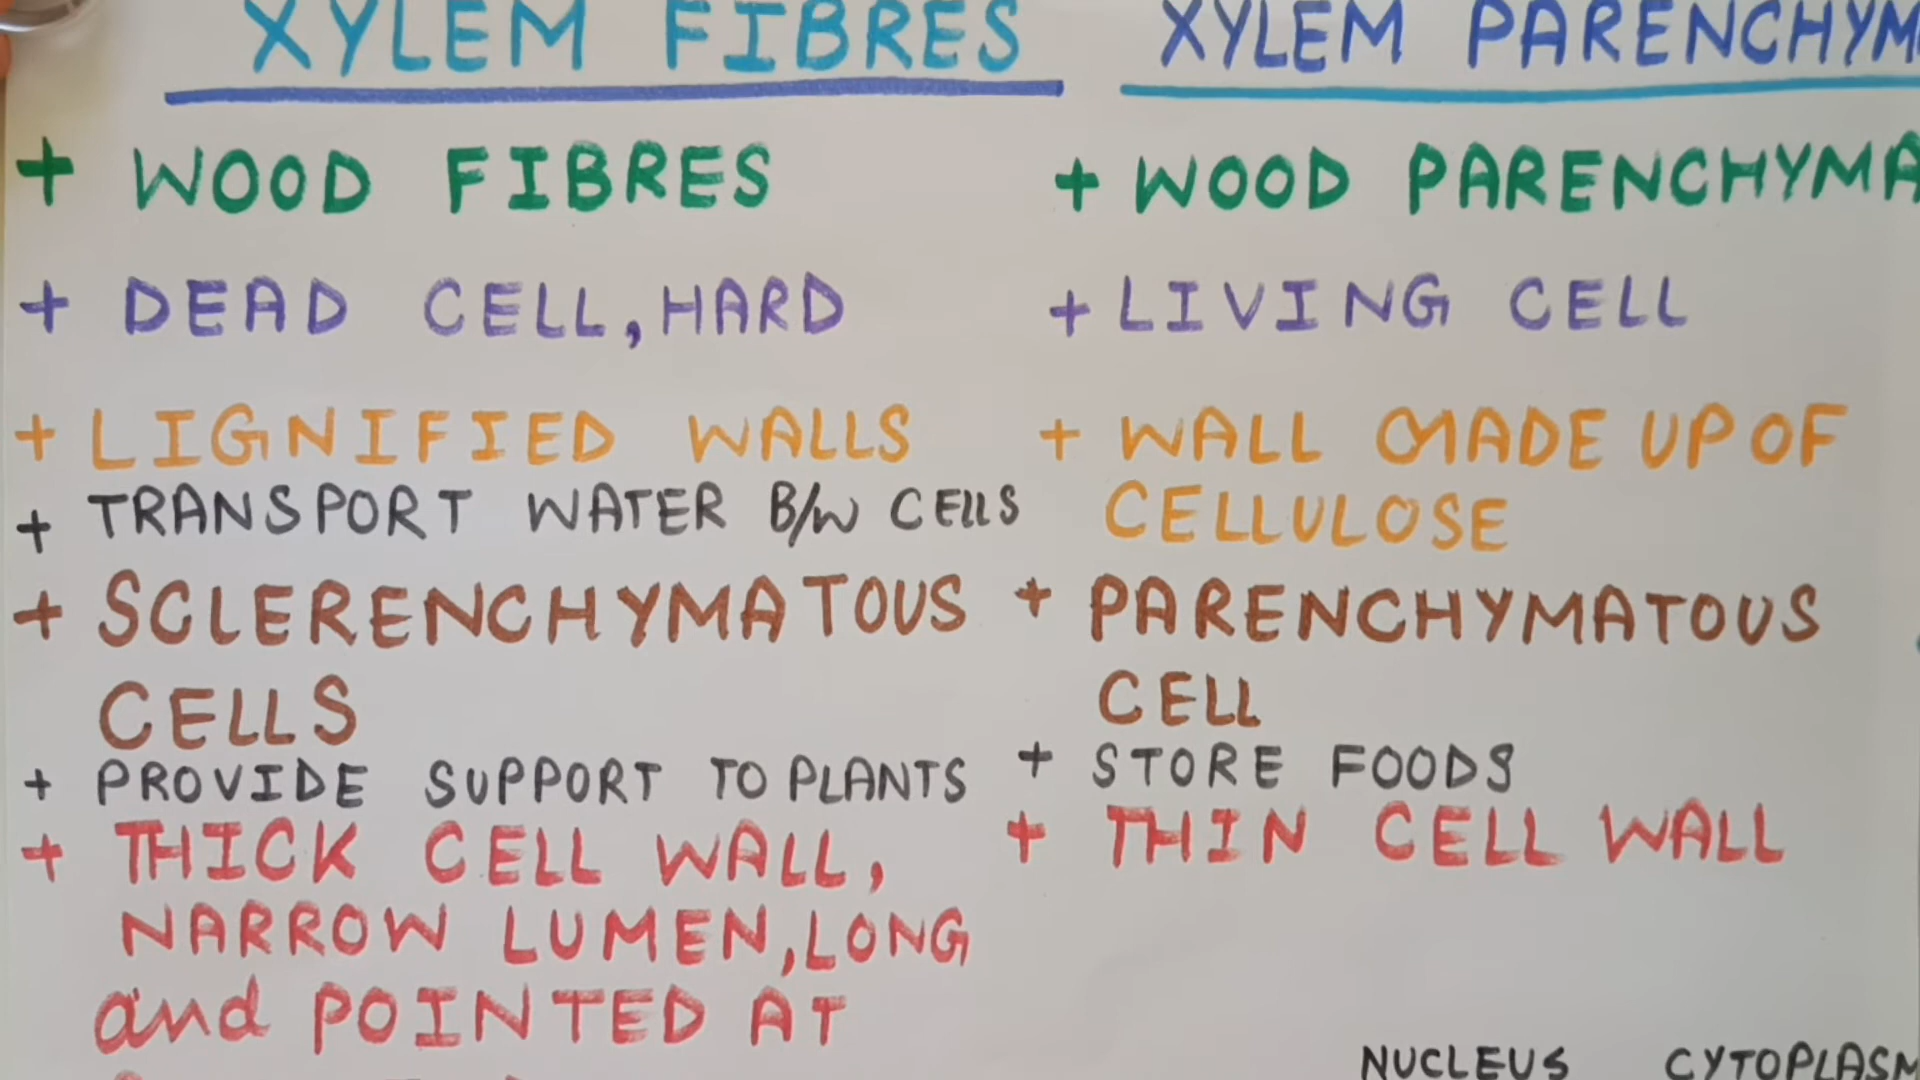 XYLEM FIBRES
+ WOOD FIBRES
+ DEAD CELL, HARD
+ LIGNIFIED WALLS
+ TRANSPORT WATER B/W CELLS
+ SCLERENCHYMATOUS
CELLS
+ PROVIDE SUPPORT TO PLANTS
+ THICK CELL WALL,
NARROW LUMEN, LONG
and POINTED AT
XYLEM PARENCHYM
+ WOOD PARENCHYMA
+ LIVING CELL
+ WALL MADE UP OF
CELLULOSE
+ PARENCHYMATOUS
CELL
+ STORE FOODS
+ THIN CELL WALL
NUCLEUS CYTOPLASM